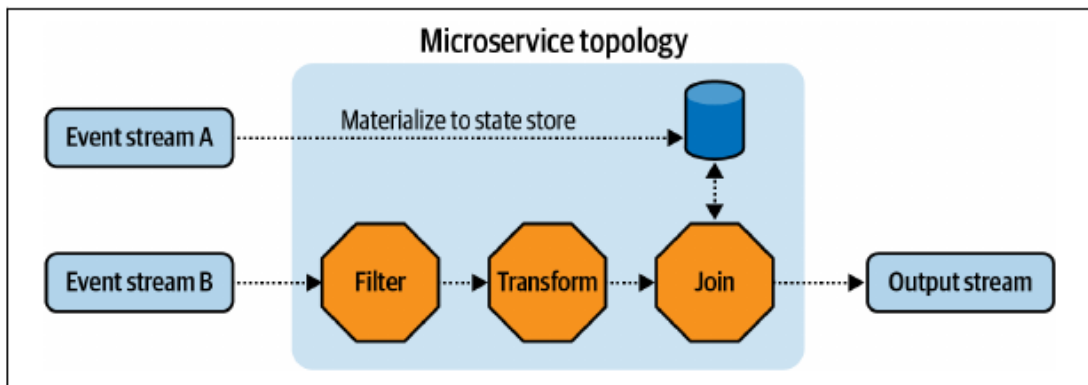 Microservice topology
Event stream A
Materialize to state store
Event stream B
Filter
Transform
Join
Output stream